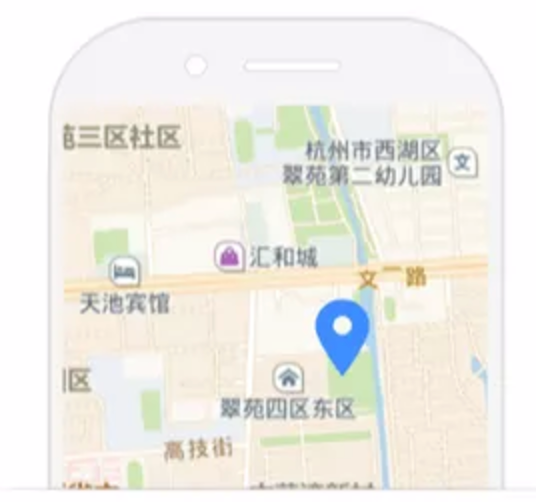 苑三区社区
杭州市西湖区
翠苑第二幼儿园
汇和城
文一路
天池宾馆
区
翠苑四区东区
高技街